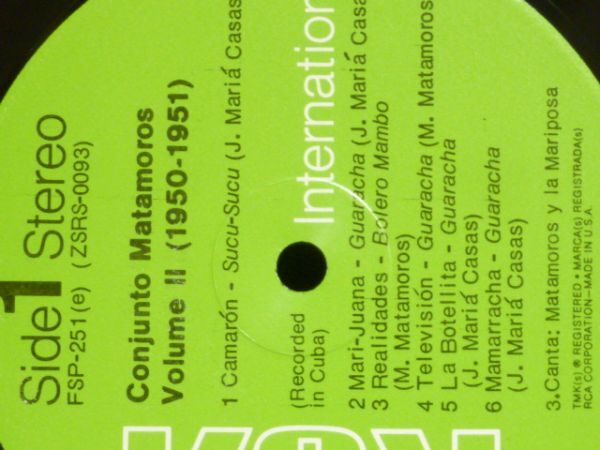 Side 1 Stereo
FSP-251(e) (ZSRS-0093)
Conjunto Matamoros
Volume II (1950-1951)
1 Camarón - Sucu-Sucu (J. Mariá Casas
(Recorded
in Cuba)
International
2 Mari-Juana - Guaracha (J. Mariá Casa
3 Realidades - Bolero Mambo
(M. Matamoros)
4 Televisión - Guaracha (M. Matamoros
5 La Botellita - Guaracha
(J. Mariá Casas)
6 Mamarracha - Guaracha
(J. Mariá Casas)
3. Canta: Matamoros y la Mariposa
TMK(s) ® REGISTERED • MARCA(s) REGISTRADA(s)
RCA CORPORATION—MADE IN U.S.A.